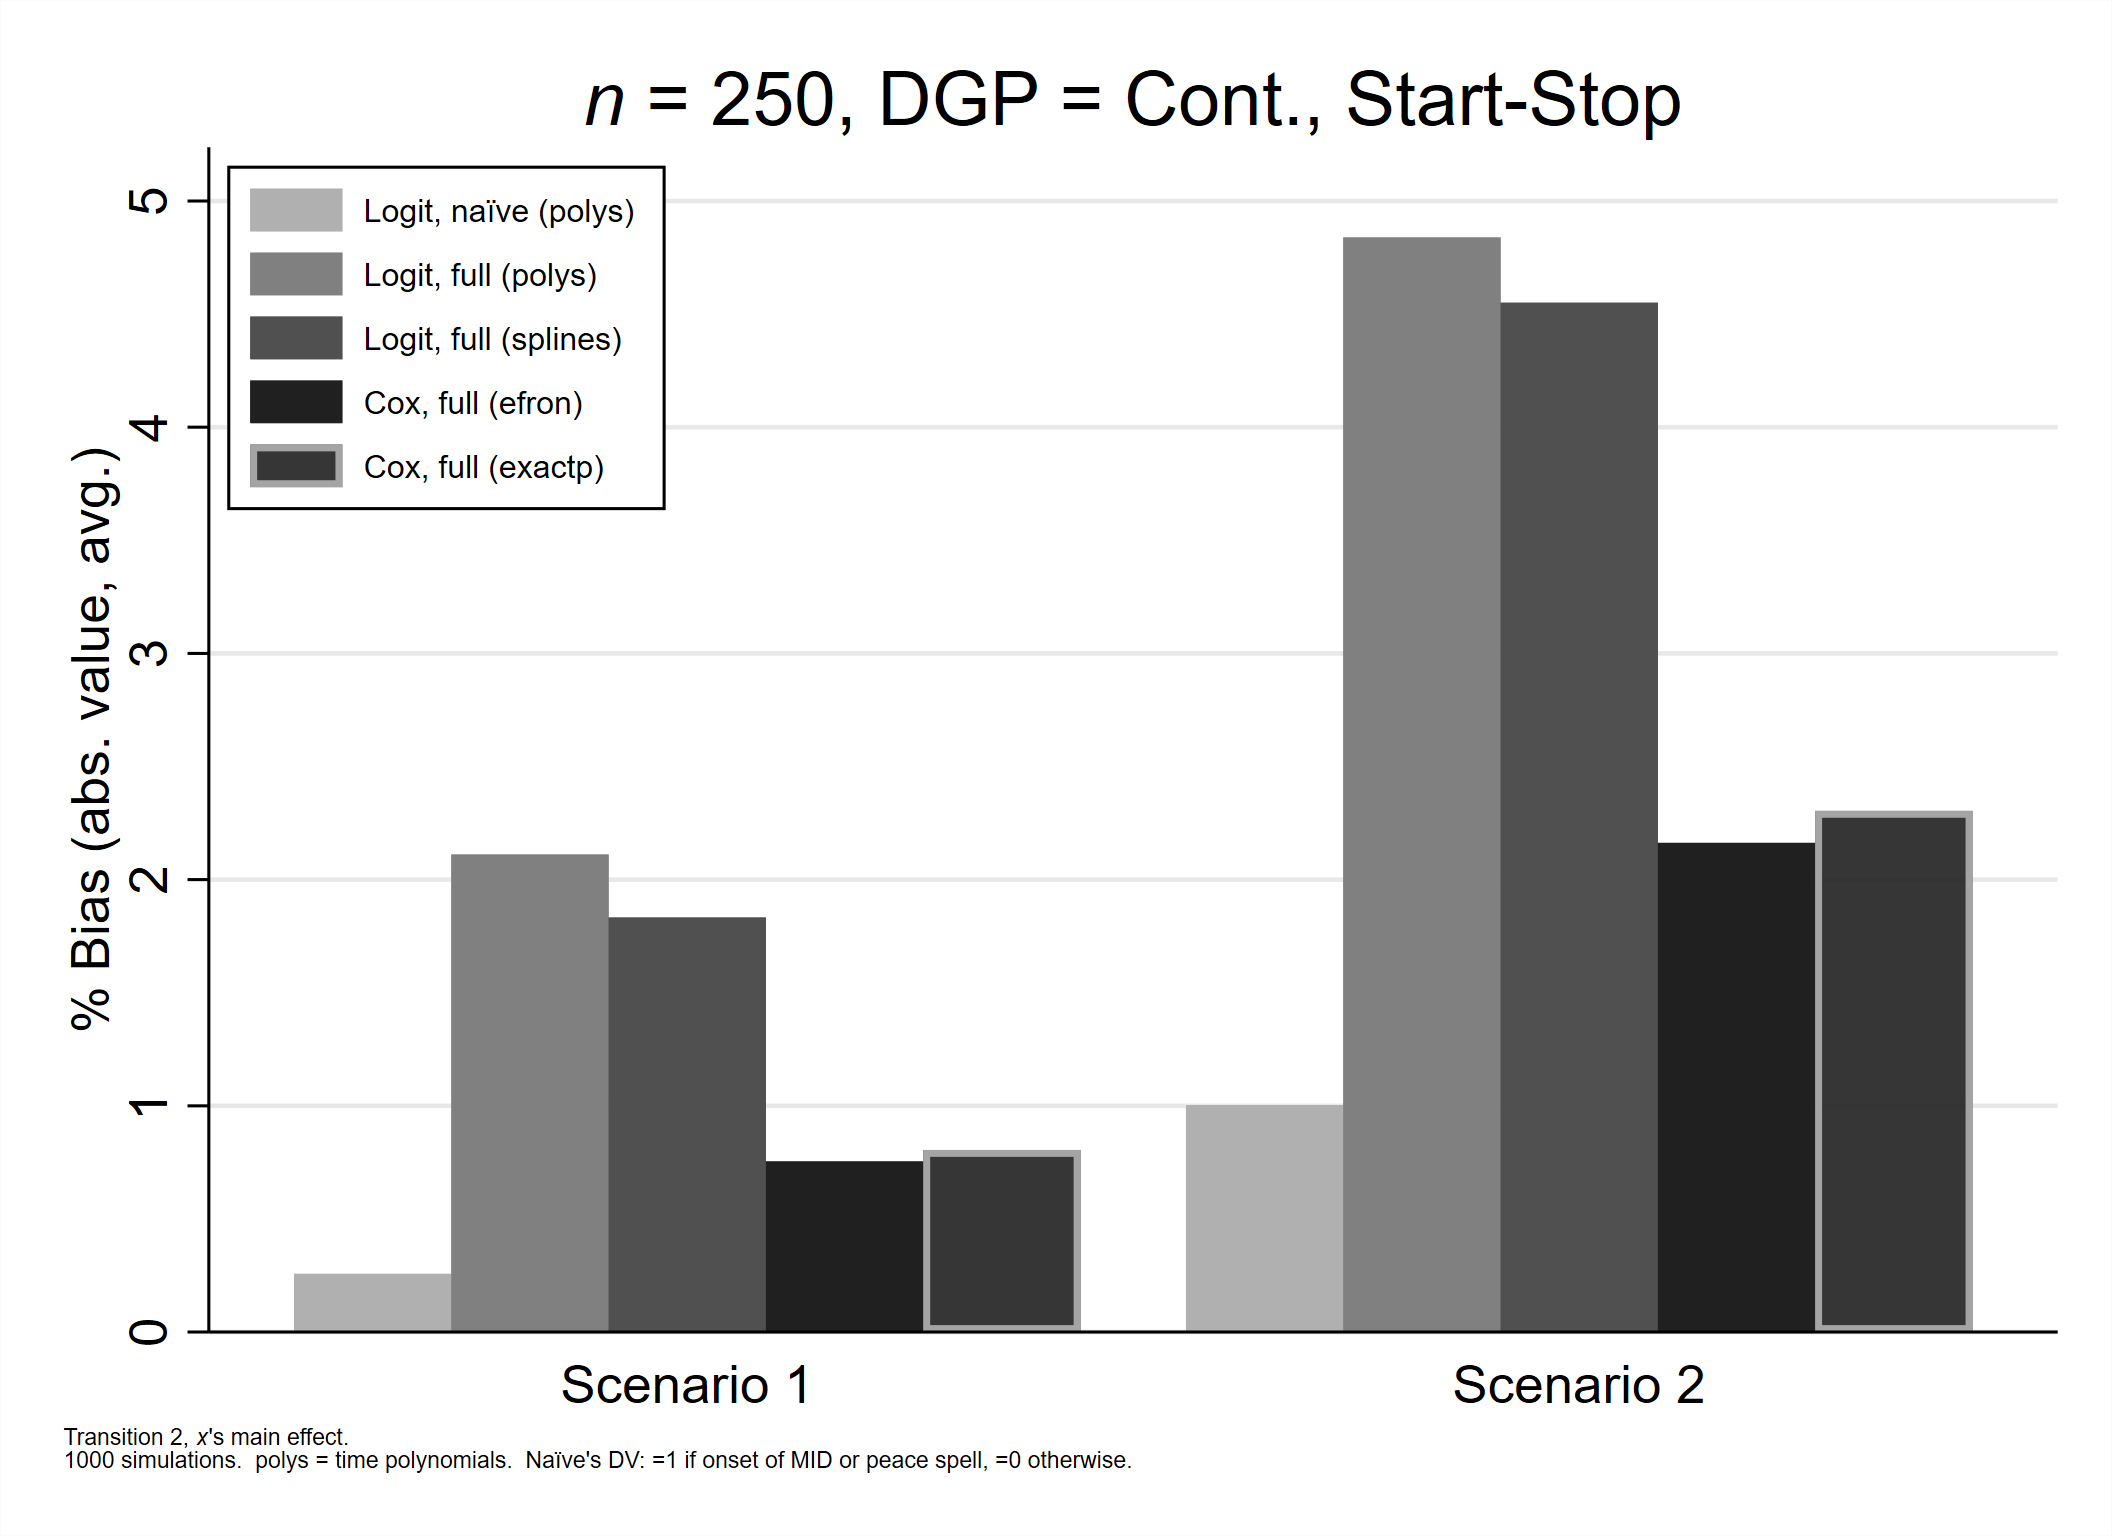 n = 250, DGP = Cont., Start-Stop
% Bias (abs. value, avg.)
5
4
3
2
1
0
Logit, naïve (polys)
Logit, full (polys)
Logit, full (splines)
Cox, full (efron)
Cox, full (exactp)
Scenario 1
Scenario 2
Transition 2, x's main effect.
1000 simulations.  polys = time polynomials.  Naïve's DV: =1 if onset of MID or peace spell, =0 otherwise.